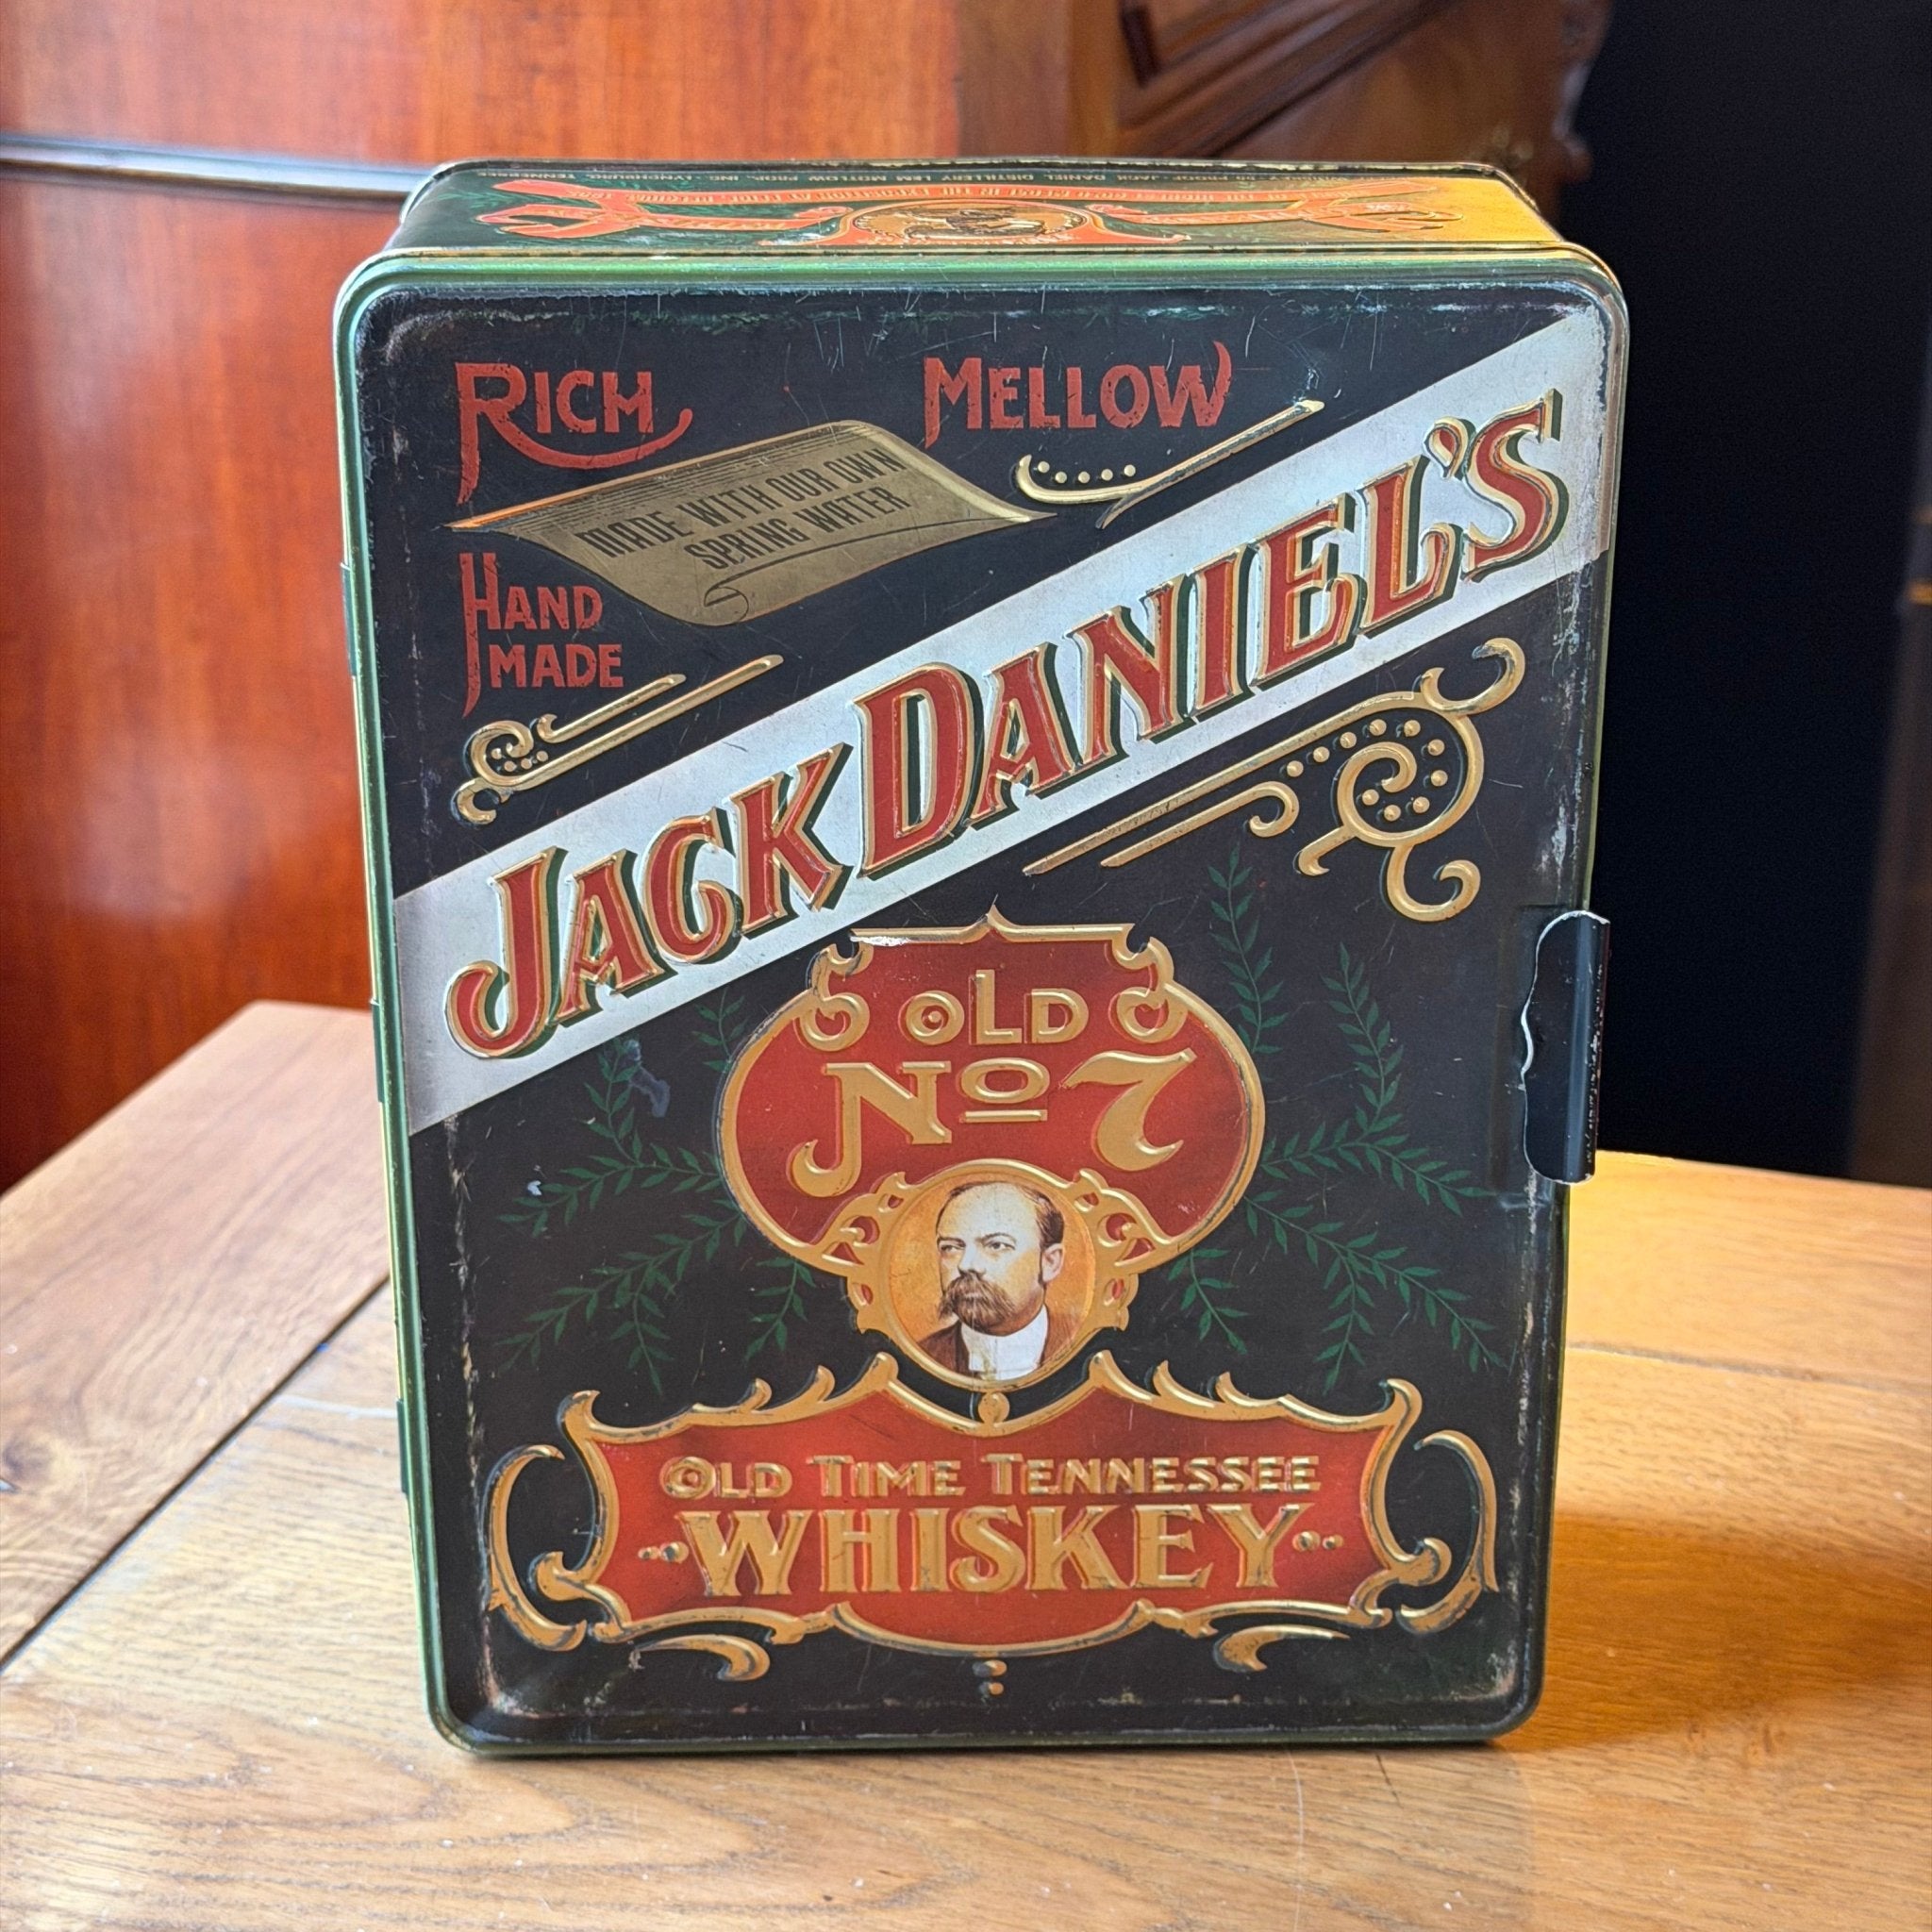 RICH
MELLOW
MADE WITH OUR OWN
SPRING WATER
HAND
MADE
JACK DANIEL'S
OLD
No 7
OLD TIME TENNESSEE
WHISKEY